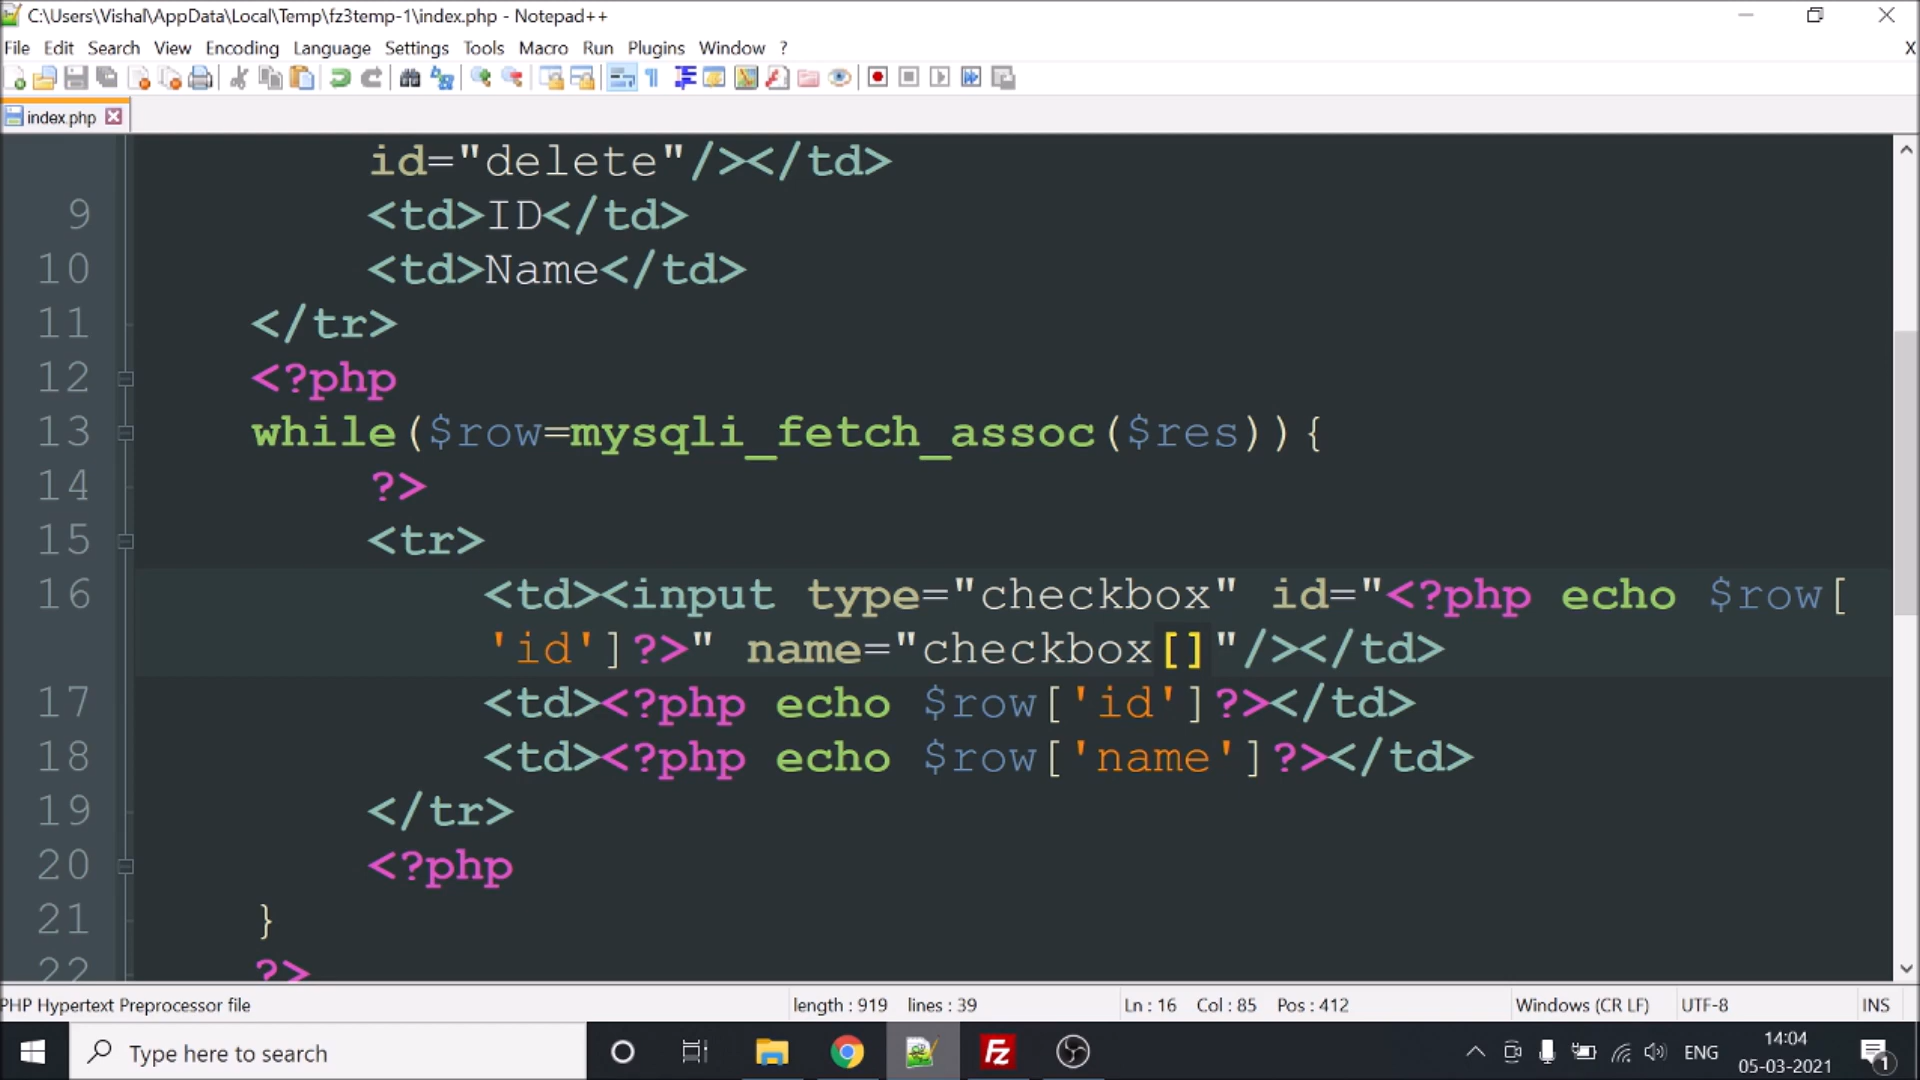 C:\Users\Vishal\AppData\Local\Temp\fz3temp-1\index.php - Notepad++
File Edit Search View Encoding Language Settings Tools Macro Run Plugins Window ? X
index.php
id="delete"/></td>
9 <td>ID</td>
10 <td>Name</td>
11 </tr>
12 <?php
13 while($row=mysqli_fetch_assoc($res)){
14 ?>
15 <tr>
16 <td><input type="checkbox" id="<?php echo $row[
'id']?>" name="checkbox[]"/></td>
17 <td><?php echo $row['id']?></td>
18 <td><?php echo $row['name']?></td>
19 </tr>
20 <?php
21 }
22 ?>
PHP Hypertext Preprocessor file length : 919 lines : 39 Ln : 16 Col : 85 Pos : 412 Windows (CR LF) UTF-8 INS
Type here to search
Fz
ENG
14:04
05-03-2021
1